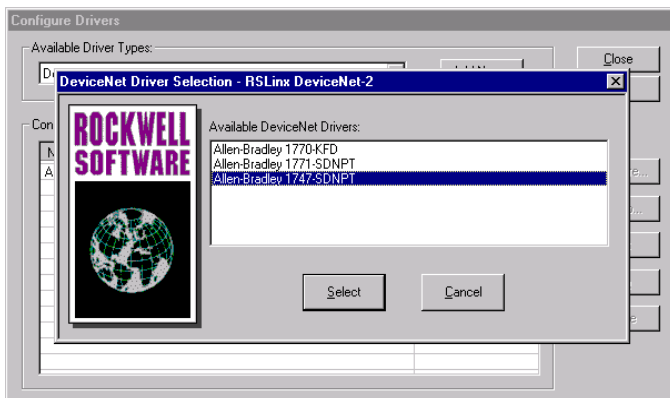 Configure Drivers
Available Driver Types:
Close
DeviceNet Driver Selection - RSLinx DeviceNet-2
ROCKWELL
SOFTWARE
Available DeviceNet Drivers:
Allen-Bradley 1770-KFD
Allen-Bradley 1771-SDNPT
Allen-Bradley 1747-SDNPT
Select
Cancel